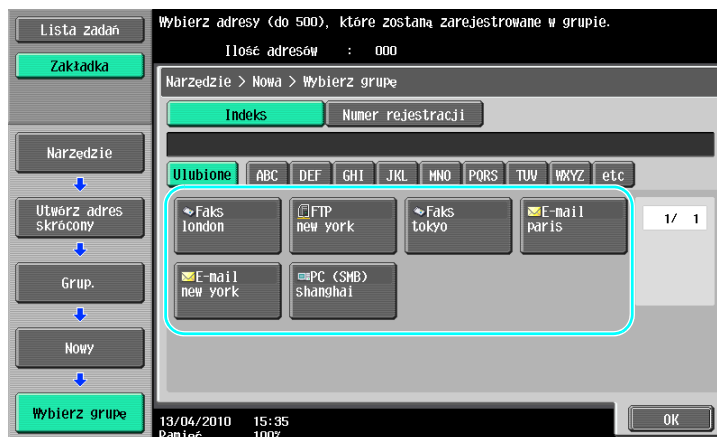 Lista zadań
Zakładka
Wybierz adresy (do 500), które zostaną zarejestrowane w grupie.
Ilość adresów : 000
Narzędzie > Nowa > Wybierz grupę
Indeks
Numer rejestracji
Ulubione ABC DEF GHI JKL MNO PQRS TUV WXYZ etc
Faks
london
FTP
new york
Faks
tokyo
E-mail
paris
1/ 1
E-mail
new york
PC (SMB)
shanghai
Narzędzie
Utwórz adres
skrócony
Grup.
Nowy
Wybierz grupę
13/04/2010 15:35
Pamięć 100%
OK